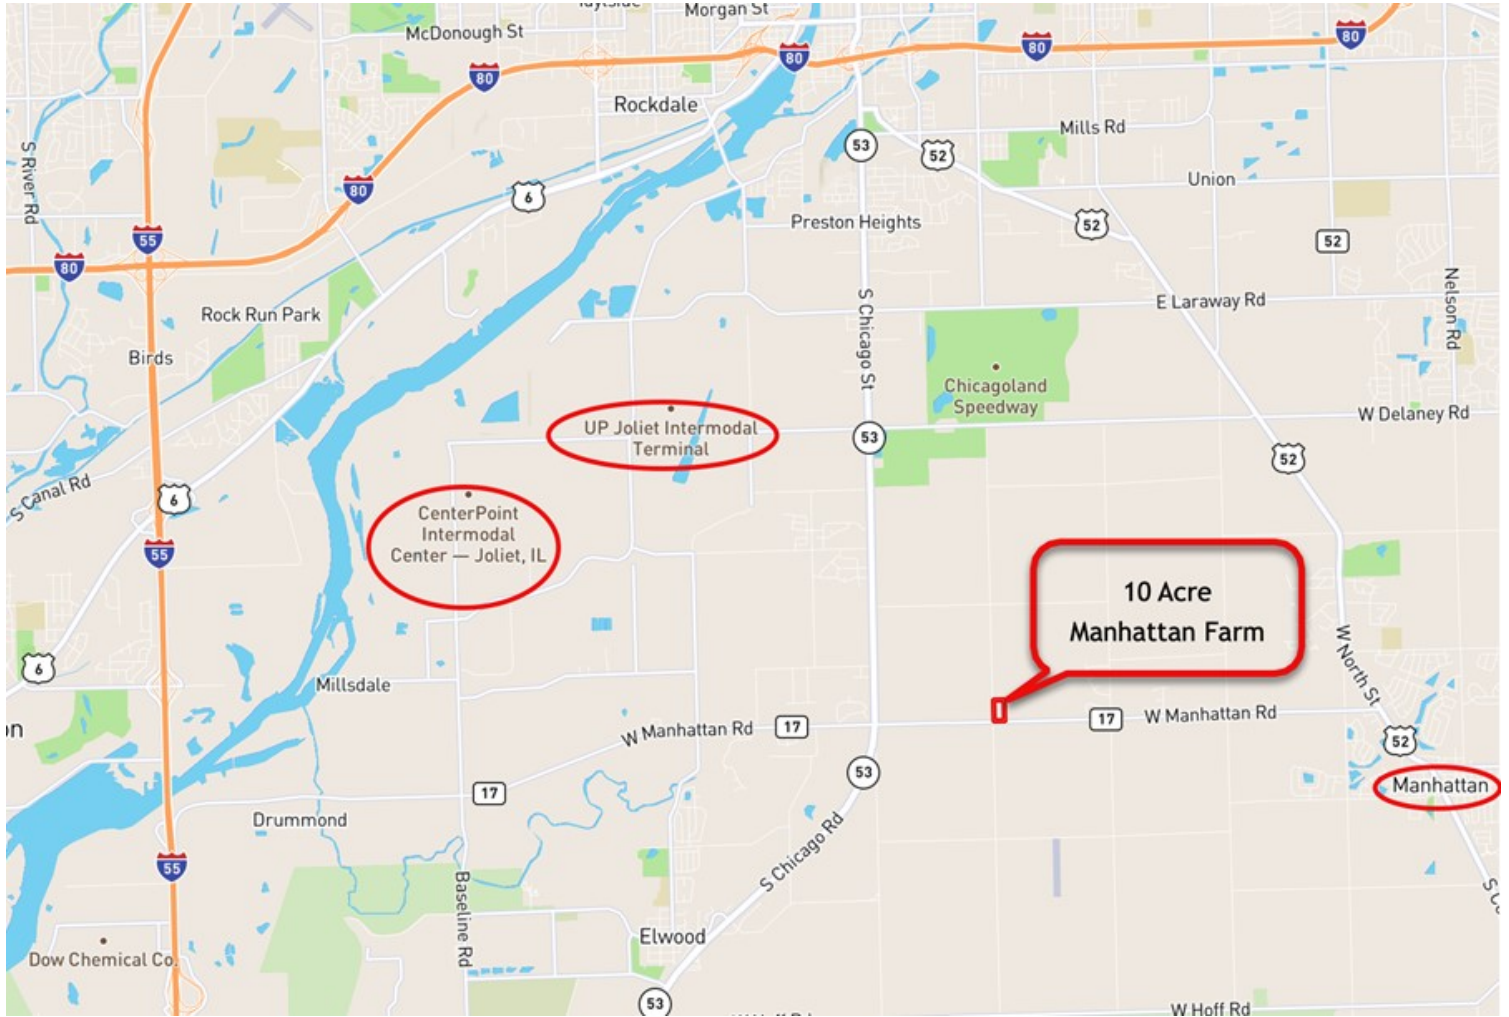 Morgan St
McDonough St
80
80
80
80
Rockdale
53
52
Mills Rd
S River Rd
80
6
Union
Preston Heights
52
55
52
80
Nelson Rd
E Laraway Rd
Rock Run Park
S Chicago St
Birds
Chicagoland
Speedway
W Delaney Rd
UP Joliet Intermodal
Terminal
53
52
S Canal Rd
6
CenterPoint
Intermodal
Center — Joliet, IL
55
10 Acre
Manhattan Farm
6
Millsdale
W North St
W Manhattan Rd
17
17
W Manhattan Rd
52
53
Manhattan
17
Drummond
55
S Chicago Rd
Baseline Rd
Elwood
Dow Chemical Co.
53
W Hoff Rd